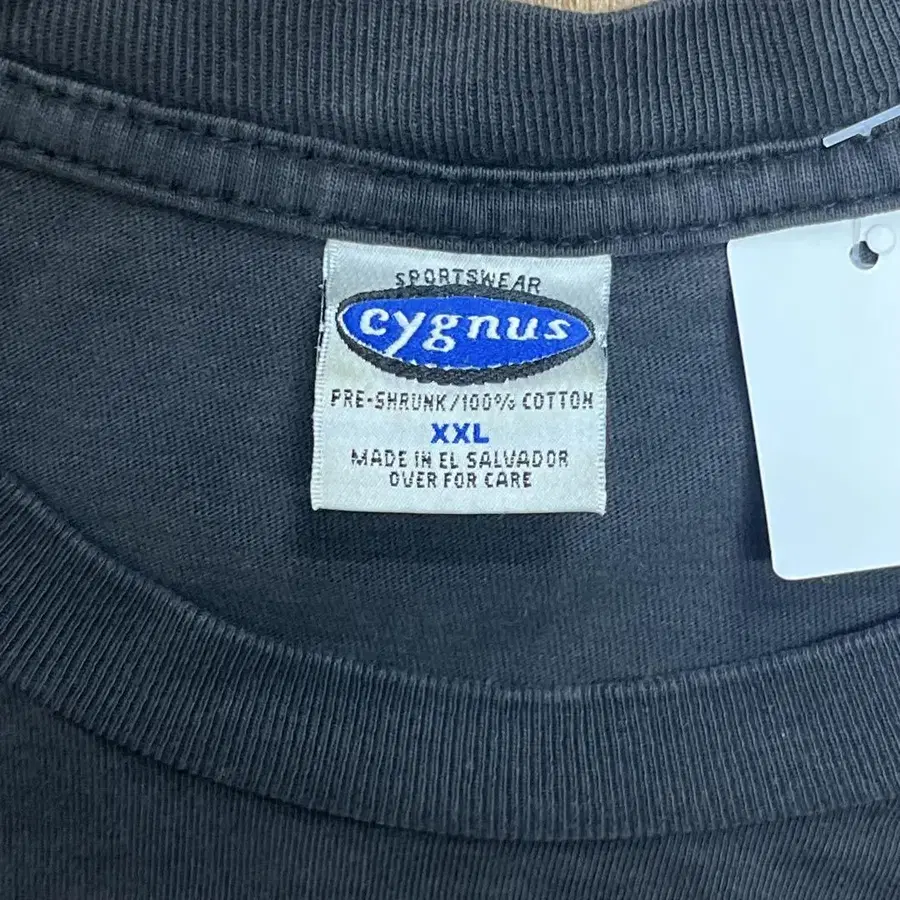 SPORTSWEAR
cygnus
PRE-SHRUNK/100% COTTON
XXL
MADE IN EL SALVADOR
OVER FOR CARE